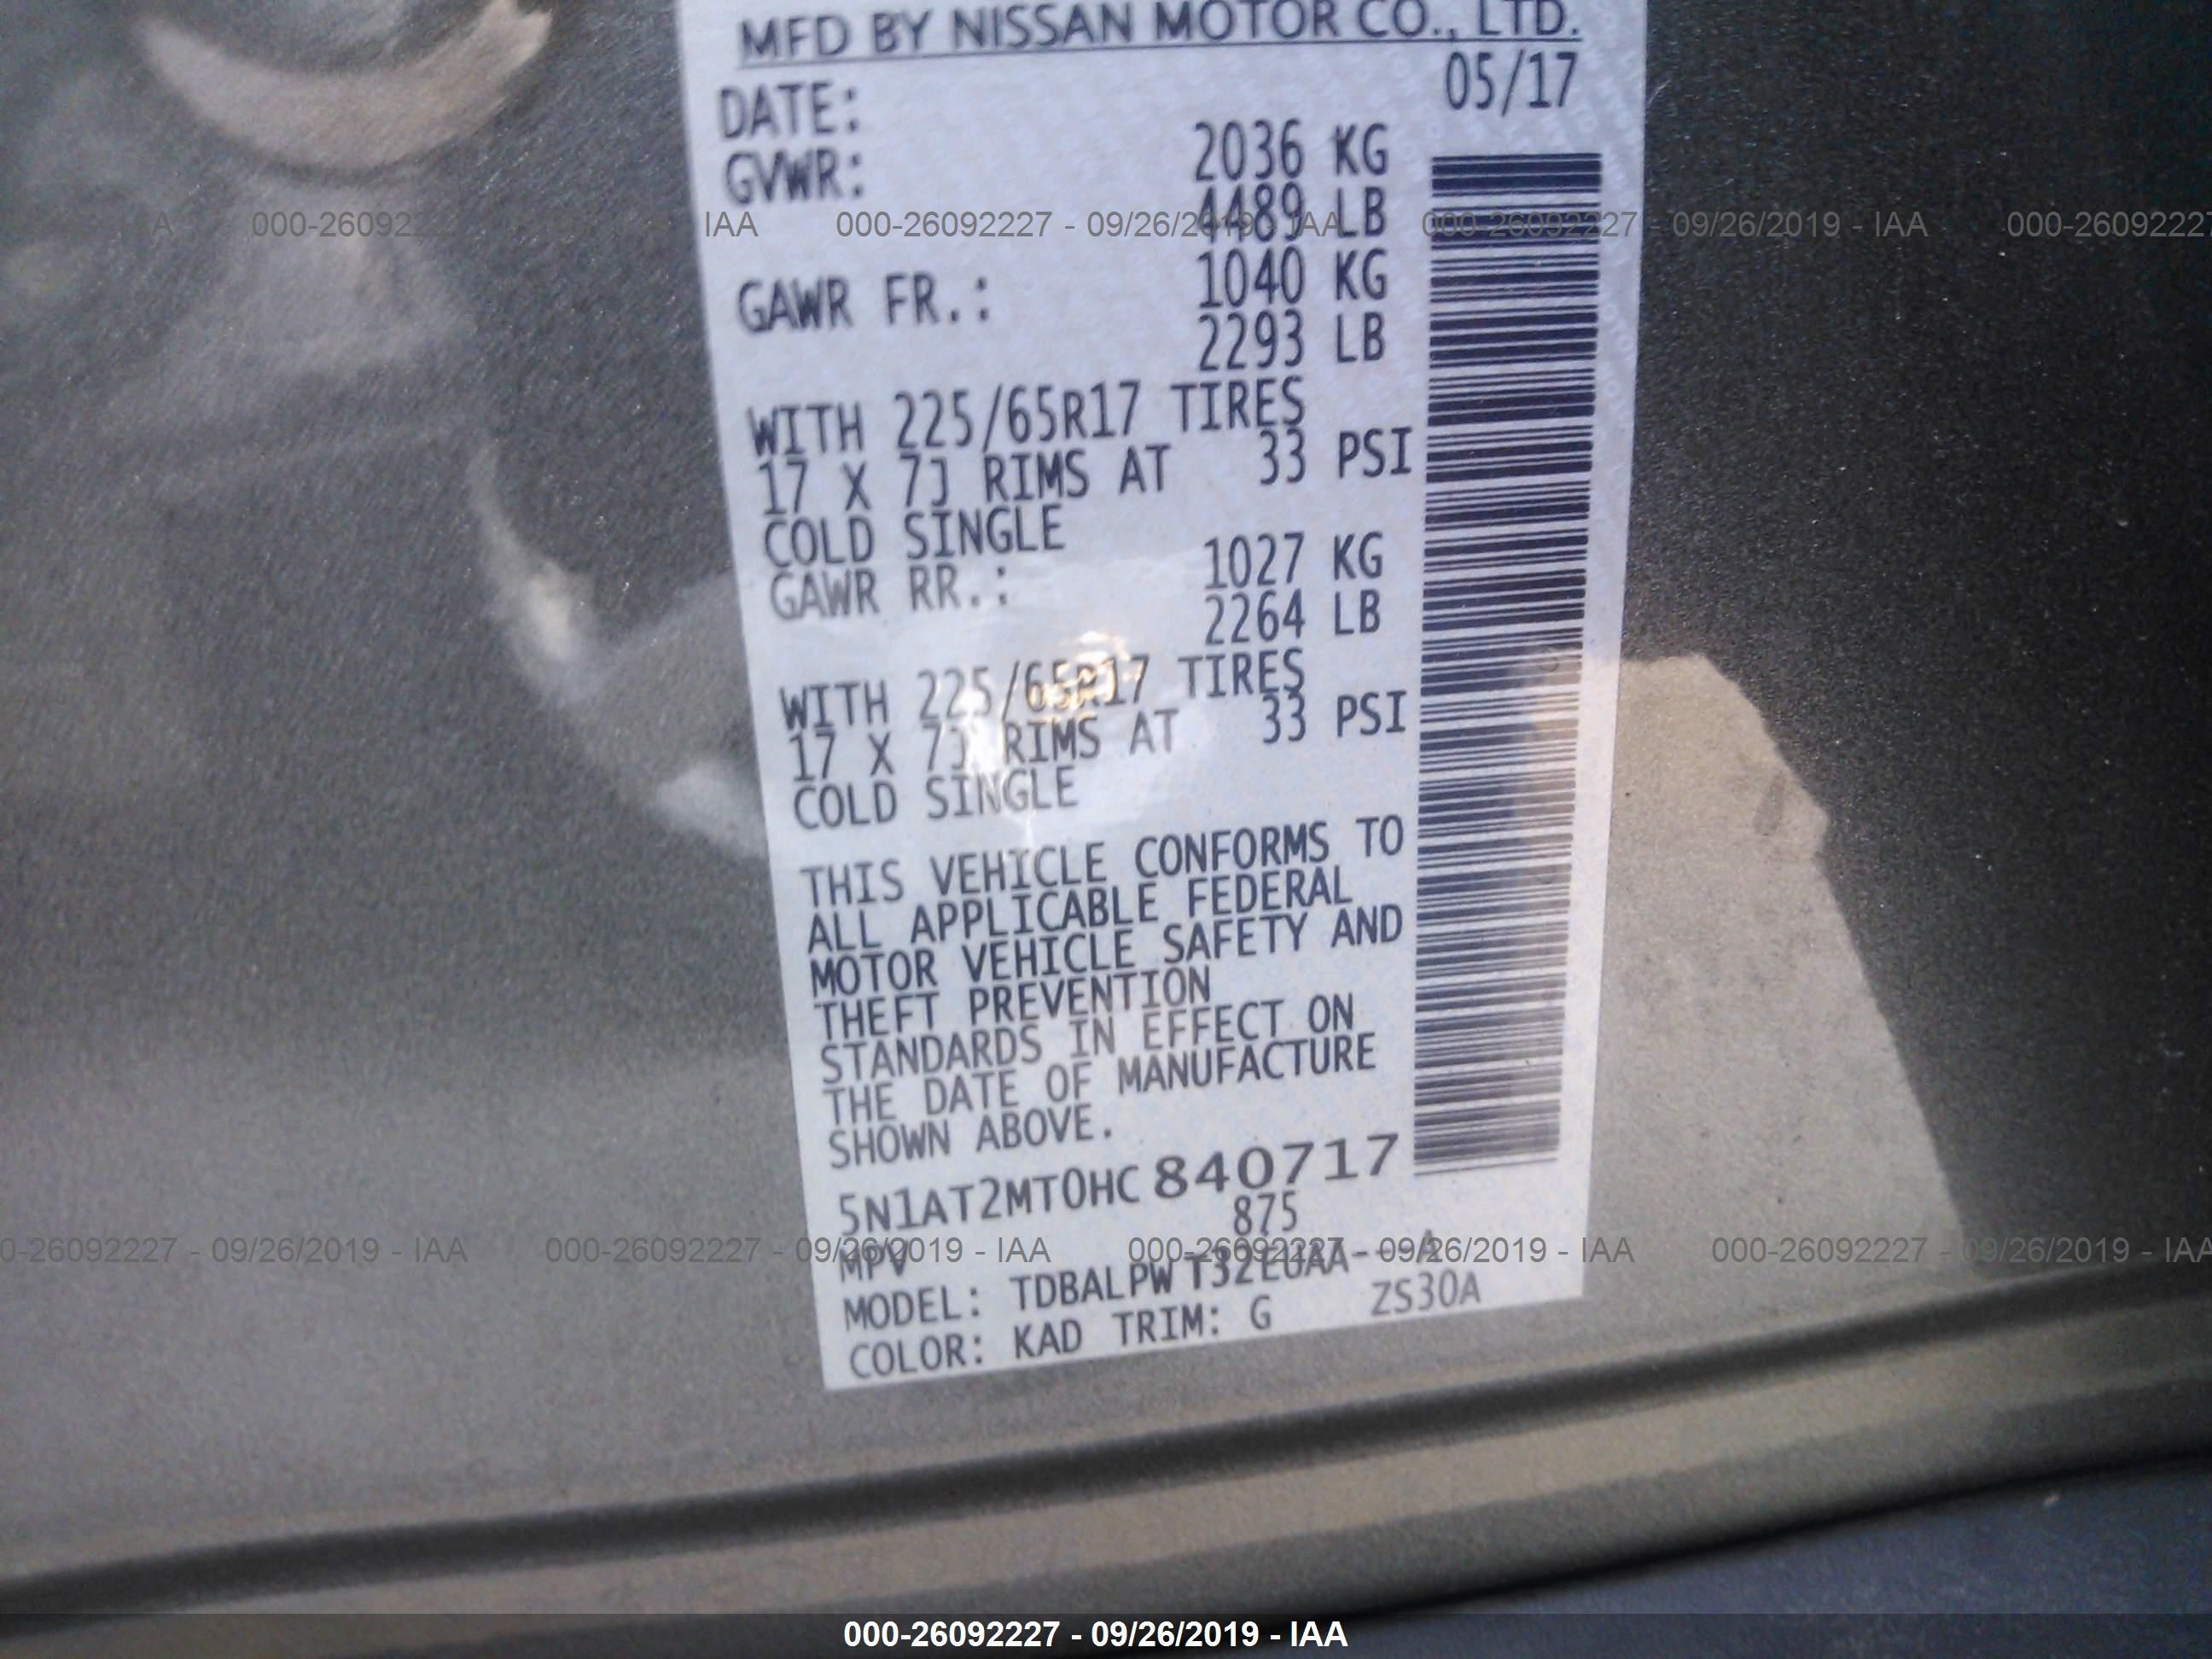 MFD BY NISSAN MOTOR CO., LTD.
DATE: 05/17
GVWR: 2036 KG
4489 LB
GAWR FR.: 1040 KG
2293 LB
WITH 225/65R17 TIRES
17 X 7J RIMS AT 33 PSI
COLD SINGLE
GAWR RR.: 1027 KG
2264 LB
WITH 225/65R17 TIRES
17 X 7J RIMS AT 33 PSI
COLD SINGLE
THIS VEHICLE CONFORMS TO
ALL APPLICABLE FEDERAL
MOTOR VEHICLE SAFETY AND
THEFT PREVENTION
STANDARDS IN EFFECT ON
THE DATE OF MANUFACTURE
SHOWN ABOVE.
5N1AT2MT0HC840717
875
MPV
MODEL: TDBALPW T32EUAA- A
COLOR: KAD TRIM: G ZS30A
000-26092227 - 09/26/2019 - IAA